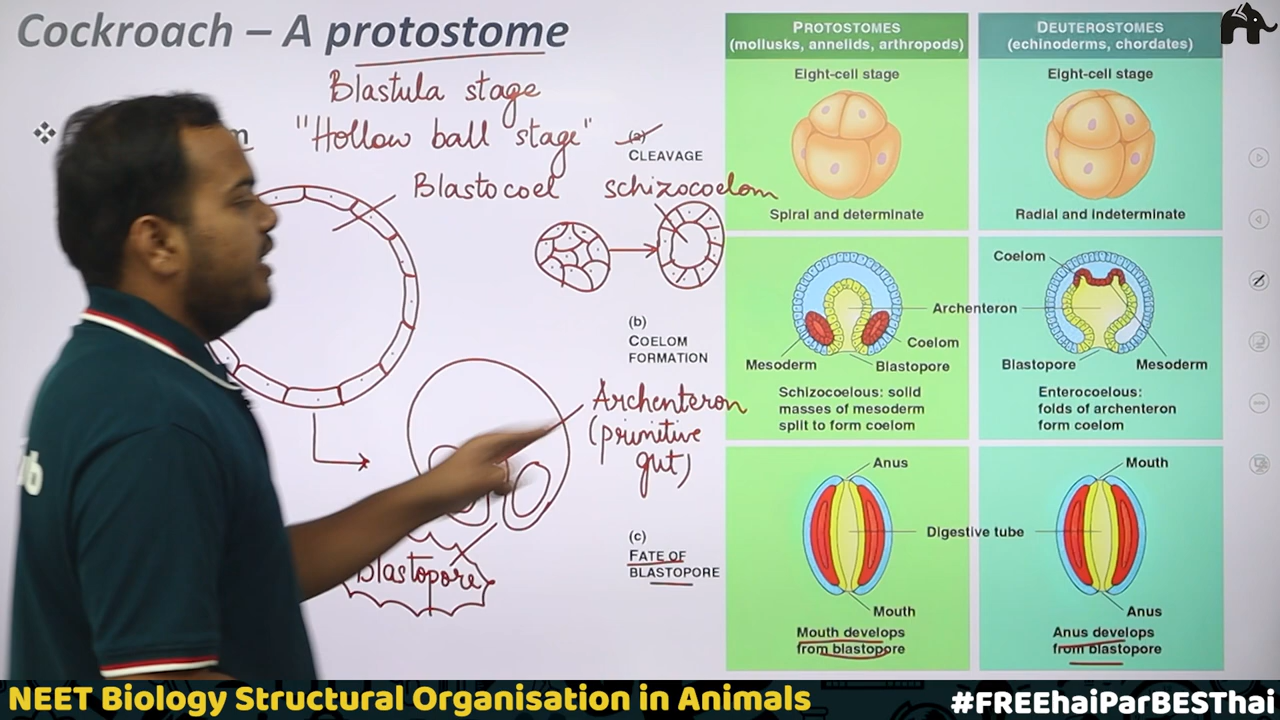 Cockroach – A protostome
Blastula stage
"Hollow ball stage"
Blastocoel
schizocoelom
Archenteron
(primitive
gut)
Blastopore
(a)
CLEAVAGE
(b)
COELOM
FORMATION
(c)
FATE OF
BLASTOPORE
PROTOSTOMES
(mollusks, annelids, arthropods)
Eight-cell stage
Spiral and determinate
DEUTEROSTOMES
(echinoderms, chordates)
Eight-cell stage
Radial and indeterminate
Coelom
Archenteron
Mesoderm
Coelom
Blastopore
Blastopore
Mesoderm
Schizocoelous: solid
masses of mesoderm
split to form coelom
Enterocoelous:
folds of archenteron
form coelom
Anus
Mouth
Digestive tube
Mouth
Anus
Mouth develops
from blastopore
Anus develops
from blastopore
NEET Biology Structural Organisation in Animals
#FREEhaiParBESThai